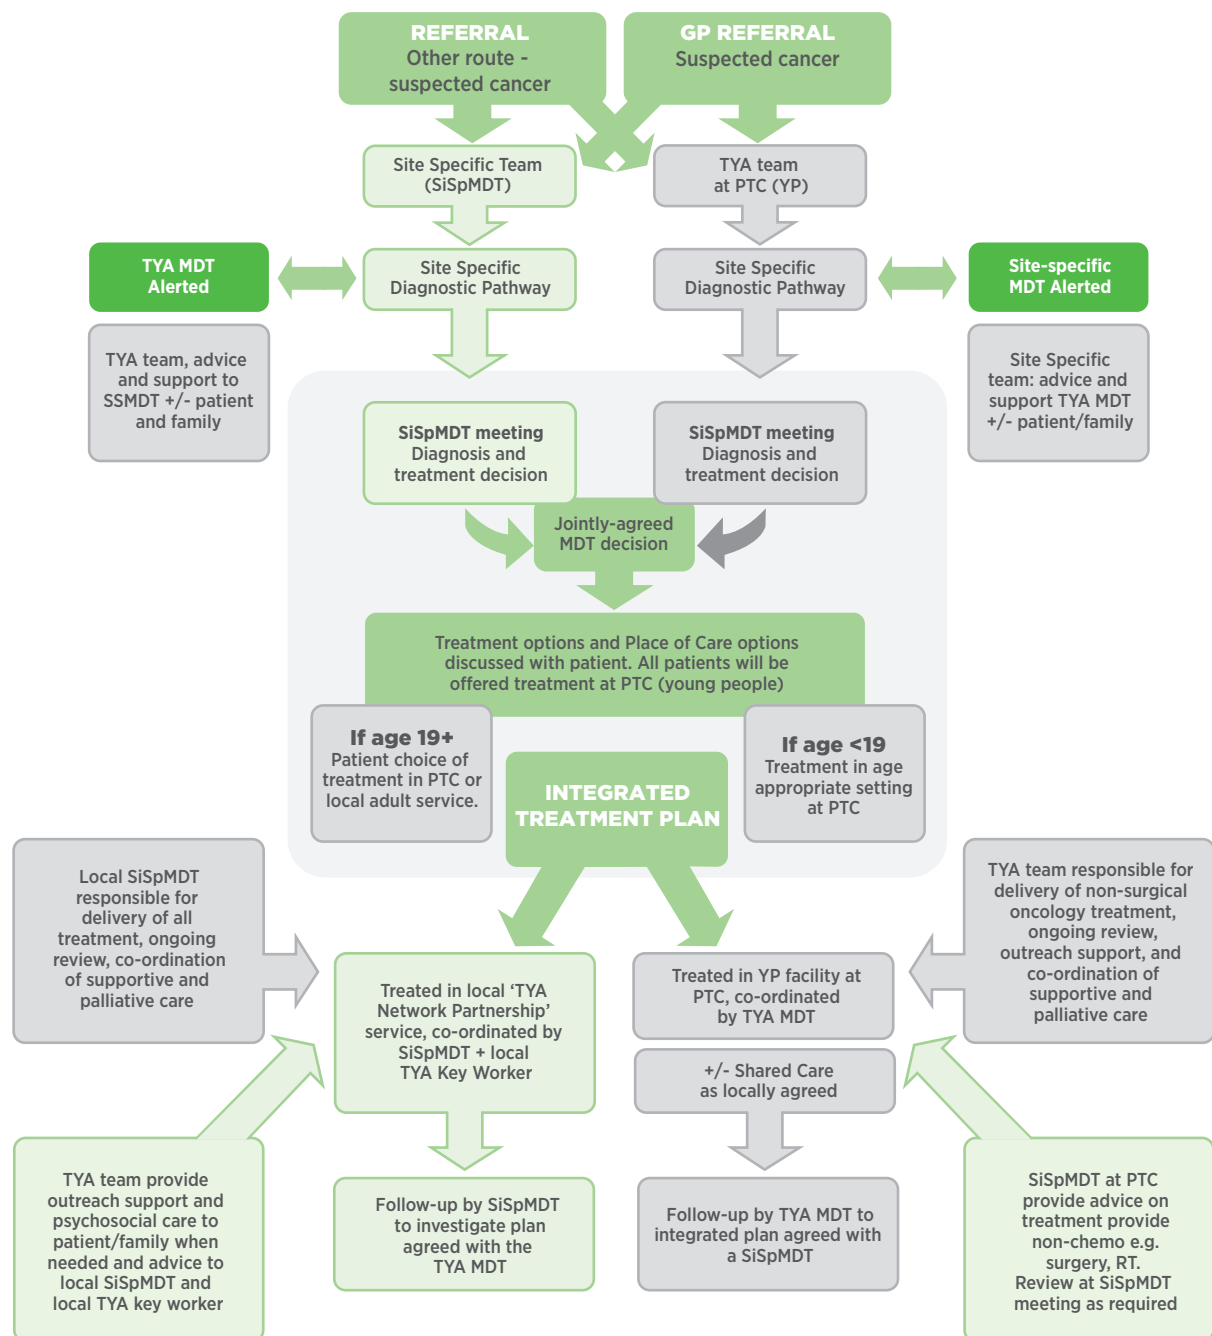 REFERRAL
Other route -
suspected cancer
GP REFERRAL
Suspected cancer
Site Specific Team
(SiSpMDT)
TYA team
at PTC (YP)
TYA MDT
Alerted
Site Specific
Diagnostic Pathway
Site Specific
Diagnostic Pathway
Site-specific
MDT Alerted
TYA team, advice
and support to
SSMDT +/- patient
and family
Site Specific
team: advice and
support TYA MDT
+/- patient/family
SiSpMDT meeting
Diagnosis and
treatment decision
SiSpMDT meeting
Diagnosis and
treatment decision
Jointly-agreed
MDT decision
Treatment options and Place of Care options
discussed with patient. All patients will be
offered treatment at PTC (young people)
If age 19+
Patient choice of
treatment in PTC or
local adult service.
INTEGRATED
TREATMENT PLAN
If age <19
Treatment in age
appropriate setting
at PTC
Local SiSpMDT
responsible for
delivery of all
treatment, ongoing
review, co-ordination
of supportive and
palliative care
TYA team responsible for
delivery of non-surgical
oncology treatment,
ongoing review,
outreach support, and
co-ordination of
supportive and
palliative care
Treated in local ‘TYA
Network Partnership’
service, co-ordinated by
SiSpMDT + local
TYA Key Worker
Treated in YP facility at
PTC, co-ordinated
by TYA MDT
+/- Shared Care
as locally agreed
TYA team provide
outreach support and
psychosocial care to
patient/family when
needed and advice to
local SiSpMDT and
local TYA key worker
Follow-up by SiSpMDT
to investigate plan
agreed with the
TYA MDT
Follow-up by TYA MDT to
integrated plan agreed with
a SiSpMDT
SiSpMDT at PTC
provide advice on
treatment provide
non-chemo e.g.
surgery, RT.
Review at SiSpMDT
meeting as required